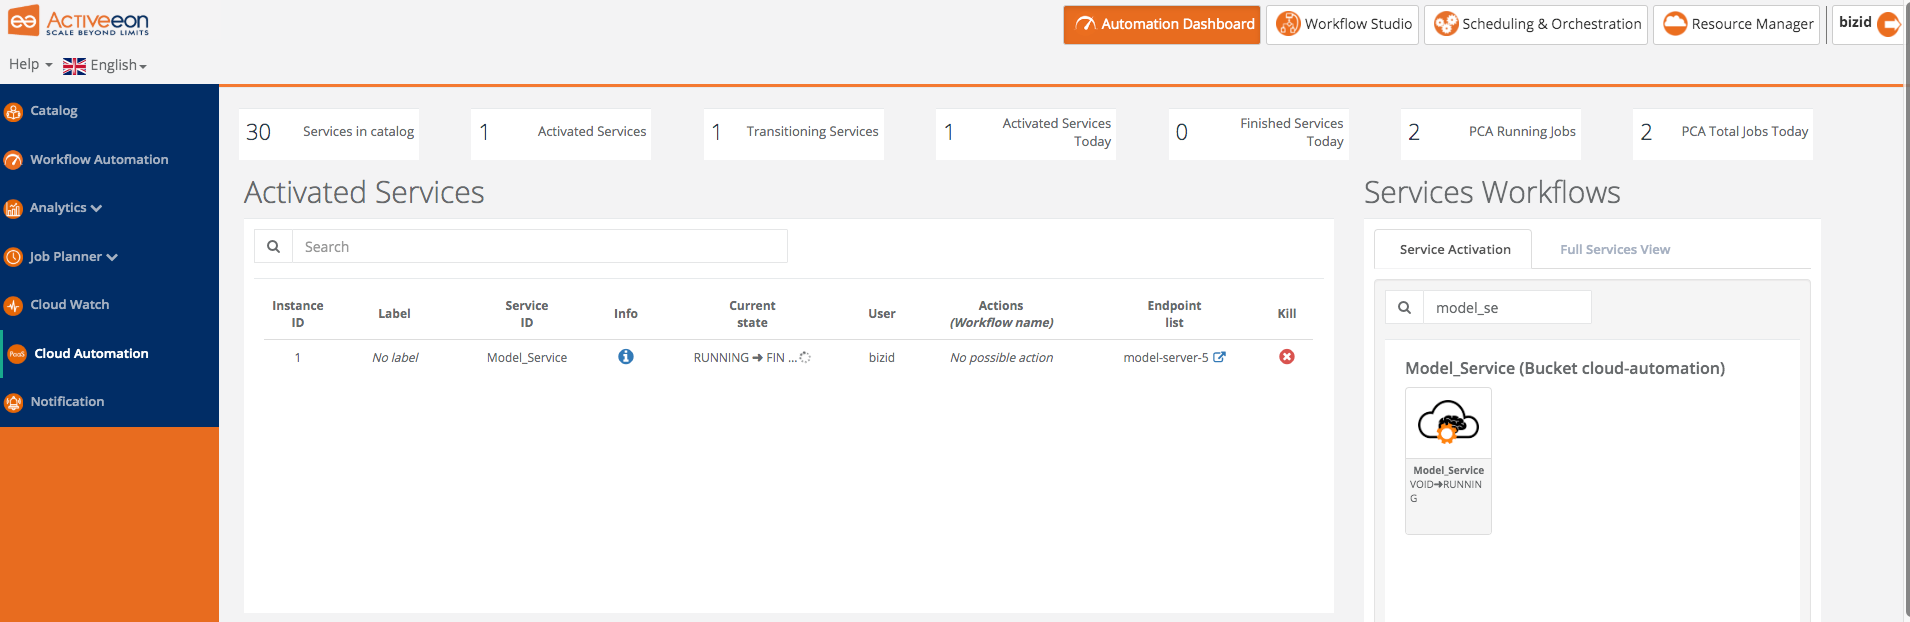 Activeeon
SCALE BEYOND LIMITS
Automation Dashboard
Workflow Studio
Scheduling & Orchestration
Resource Manager
bizid
Help
English
Catalog
Workflow Automation
Analytics
Job Planner
Cloud Watch
PaaS
Cloud Automation
Notification
30 Services in catalog
1 Activated Services
1 Transitioning Services
1 Activated Services
Today
0 Finished Services
Today
2 PCA Running Jobs
2 PCA Total Jobs Today
Activated Services
Search
Instance
ID
Label
Service
ID
Info
Current
state
User
Actions
(Workflow name)
Endpoint
list
Kill
1 No label Model_Service RUNNING ➔ FIN ... bizid No possible action model-server-5
Services Workflows
Service Activation
Full Services View
model_se
Model_Service (Bucket cloud-automation)
Model_Service
VOID➔RUNNIN
G